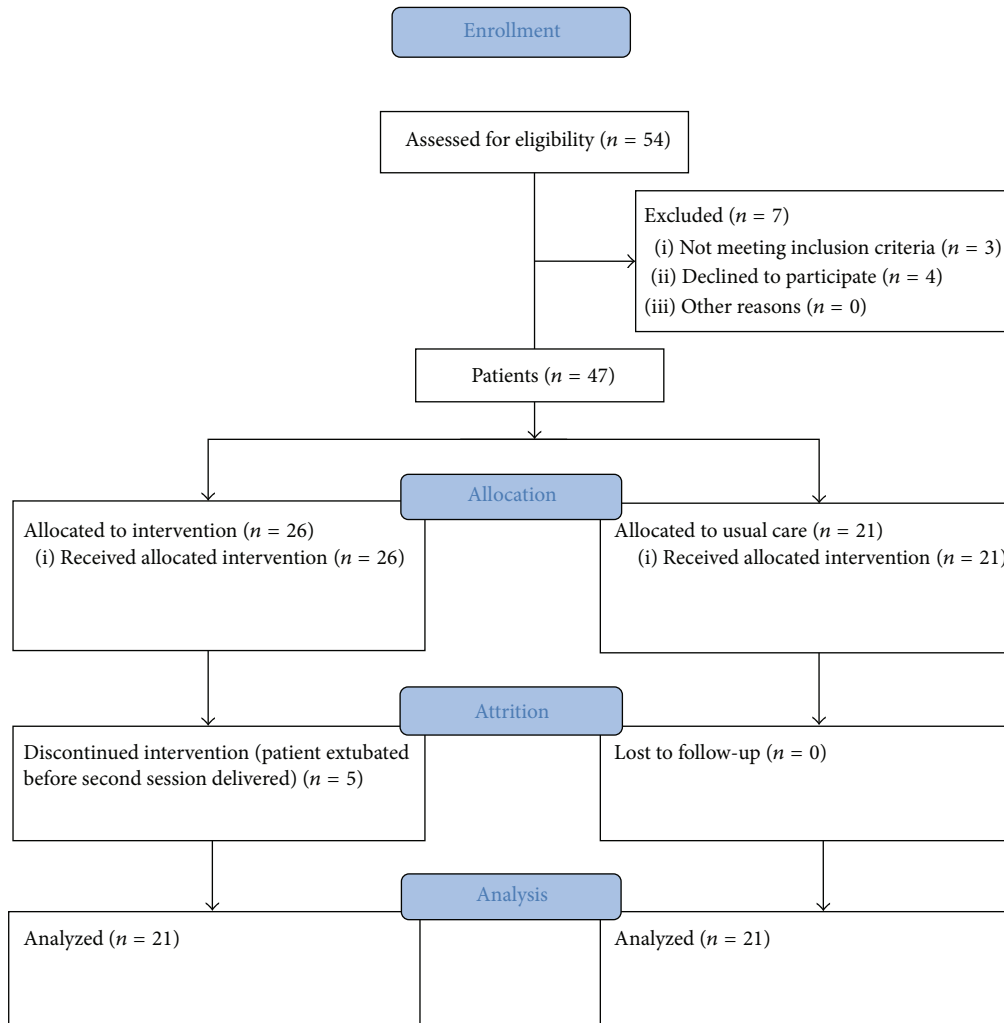 Enrollment
Assessed for eligibility (n = 54)
Excluded (n = 7)
(i) Not meeting inclusion criteria (n = 3)
(ii) Declined to participate (n = 4)
(iii) Other reasons (n = 0)
Patients (n = 47)
Allocation
Allocated to intervention (n = 26)
(i) Received allocated intervention (n = 26)
Allocated to usual care (n = 21)
(i) Received allocated intervention (n = 21)
Attrition
Discontinued intervention (patient extubated
before second session delivered) (n = 5)
Lost to follow-up (n = 0)
Analysis
Analyzed (n = 21)
Analyzed (n = 21)